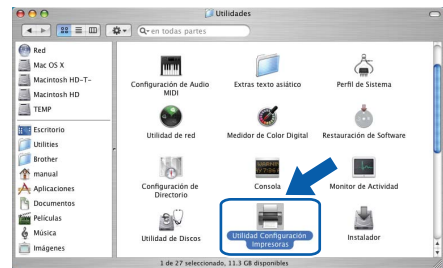 Utilidades
Q- en todas partes
Red
Mac OS X
Macintosh HD-T-
Macintosh HD
TEMP
Escritorio
Utilities
Brother
manual
Aplicaciones
Documentos
Películas
Música
Imágenes
Configuración de Audio
MIDI
Extras texto asiático
Perfil de Sistema
Utilidad de red
Medidor de Color Digital
Restauración de Software
Configuración de
Directorio
Consola
Monitor de Actividad
Utilidad de Discos
Utilidad Configuración
Impresoras
Instalador
1 de 27 seleccionado, 11.3 GB disponibles